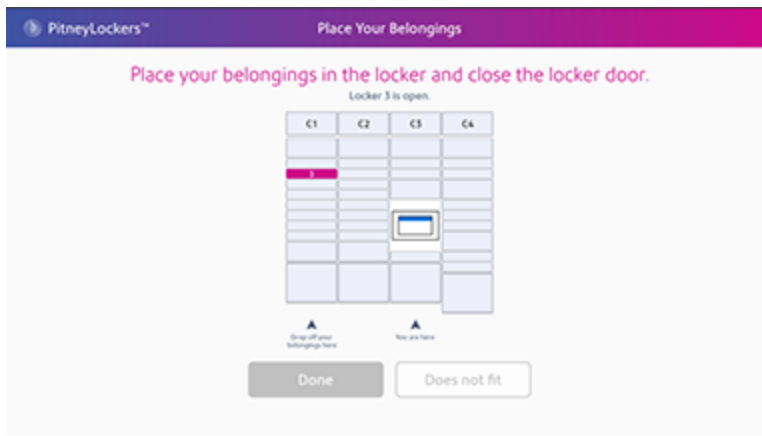 PitneyLockers™
Place Your Belongings
Place your belongings in the locker and close the locker door.
Locker 3 is open.
C1 C2 C3 C4
3
Drop off your
belongings here
You are here
Done
Does not fit